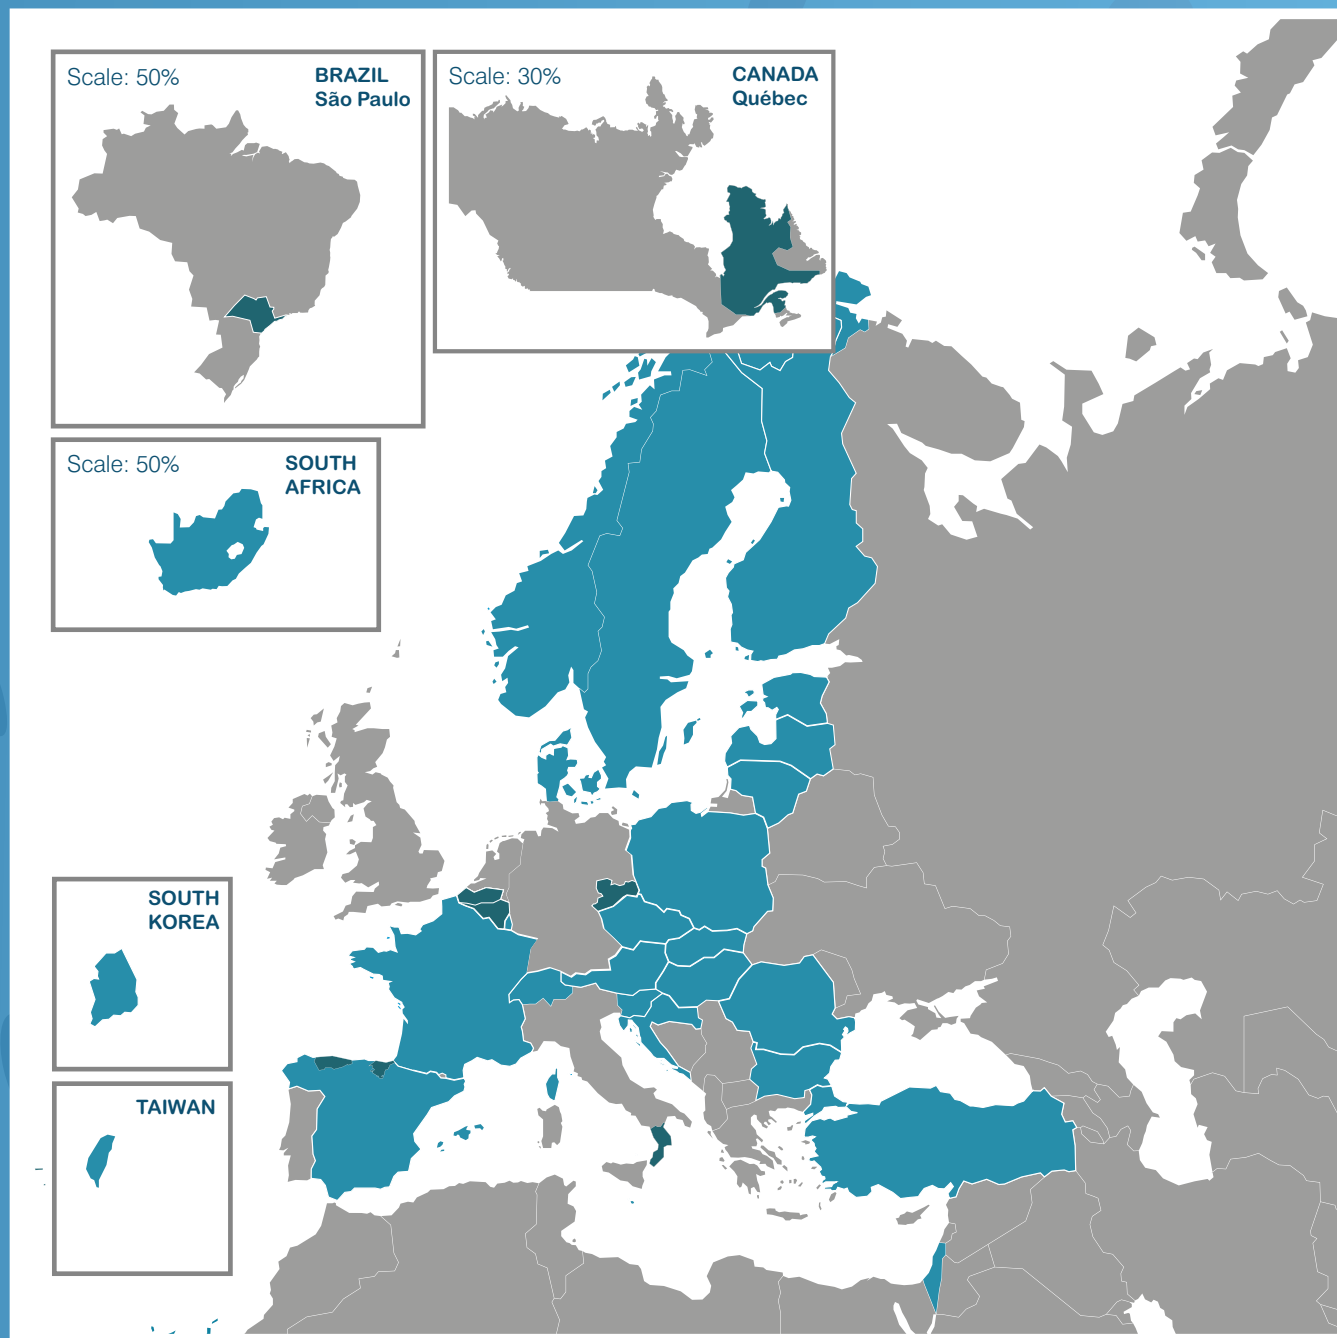 Scale: 50%
BRAZIL
São Paulo
Scale: 30%
CANADA
Québec
Scale: 50%
SOUTH
AFRICA
SOUTH
KOREA
TAIWAN